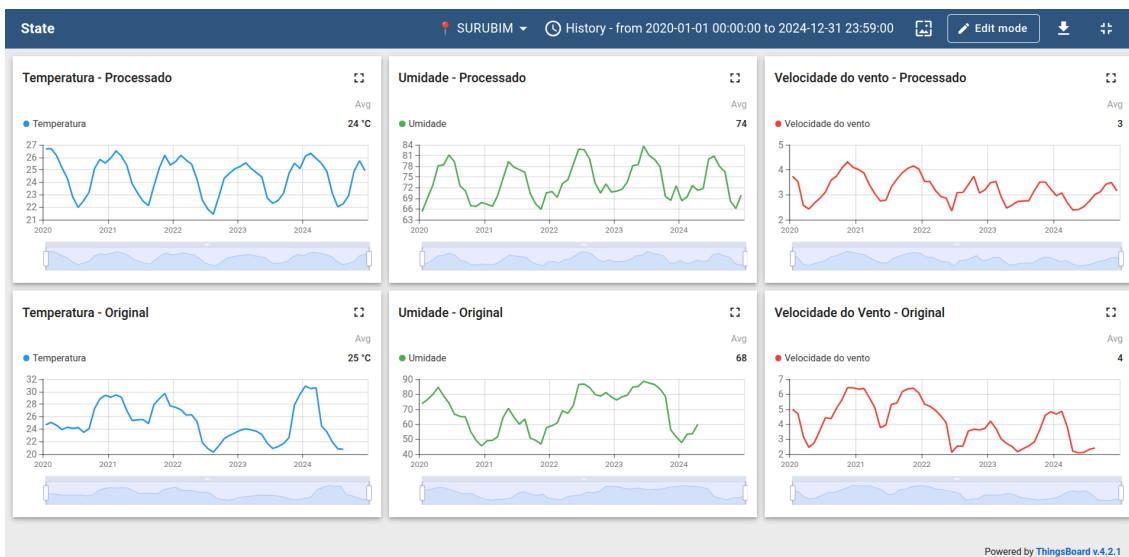 State
SURUBIM
History - from 2020-01-01 00:00:00 to 2024-12-31 23:59:00
Edit mode
Temperatura - Processado
Avg
Temperatura 24 °C
27
26
25
24
23
22
21
2020 2021 2022 2023 2024
Umidade - Processado
Avg
Umidade 74
84
81
78
75
72
69
66
63
2020 2021 2022 2023 2024
Velocidade do vento - Processado
Avg
Velocidade do vento 3
5
4
3
2
2020 2021 2022 2023 2024
Temperatura - Original
Avg
Temperatura 25 °C
32
30
28
26
24
22
20
2020 2021 2022 2023 2024
Umidade - Original
Avg
Umidade 68
90
80
70
60
50
40
2020 2021 2022 2023 2024
Velocidade do Vento - Original
Avg
Velocidade do vento 4
7
6
5
4
3
2
2020 2021 2022 2023 2024
Powered by ThingsBoard v.4.2.1